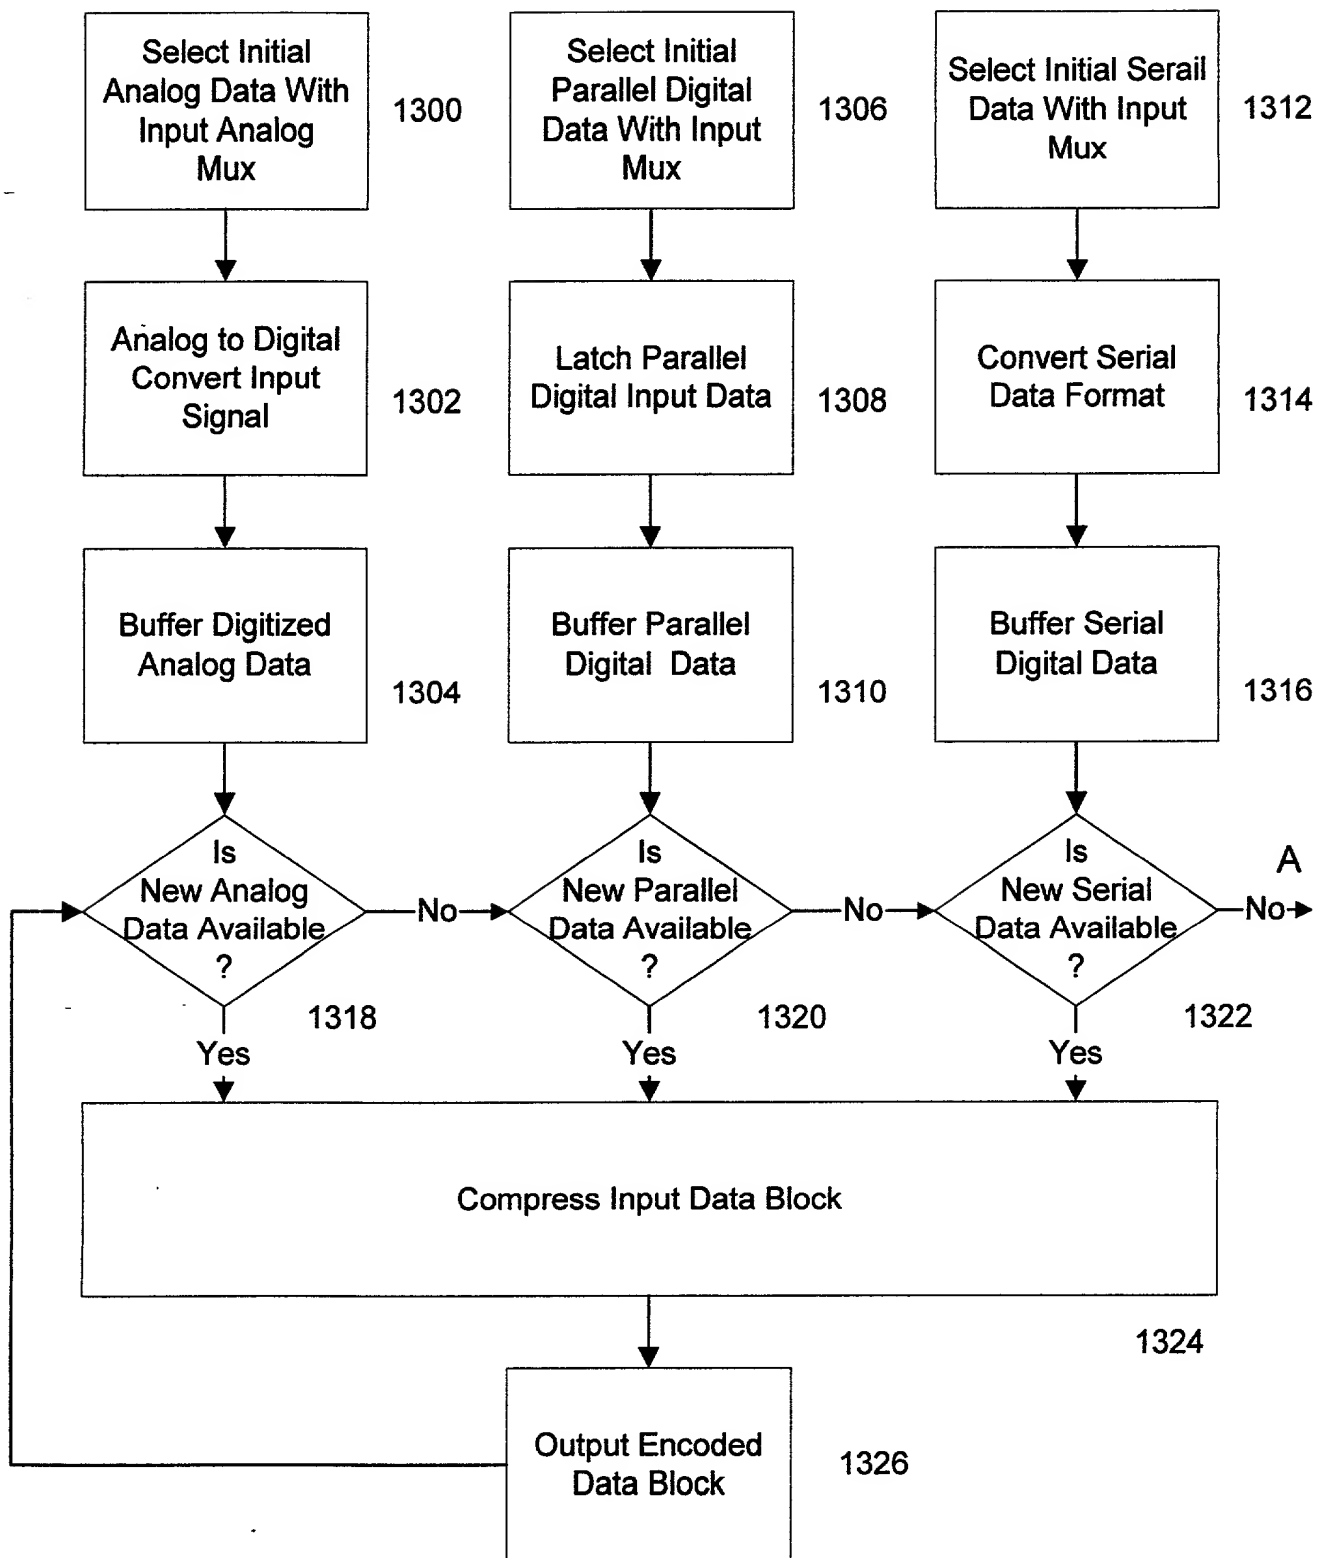 Select Initial
Analog Data With
Input Analog
Mux
1300
Select Initial
Parallel Digital
Data With Input
Mux
1306
Select Initial Serail
Data With Input
Mux
1312
Analog to Digital
Convert Input
Signal
1302
Latch Parallel
Digital Input Data
1308
Convert Serial
Data Format
1314
Buffer Digitized
Analog Data
1304
Buffer Parallel
Digital Data
1310
Buffer Serial
Digital Data
1316
Is
New Analog
Data Available
?
1318
No
Is
New Parallel
Data Available
?
1320
No
Is
New Serial
Data Available
?
1322
A
No
Yes
Yes
Yes
Compress Input Data Block
1324
Output Encoded
Data Block
1326